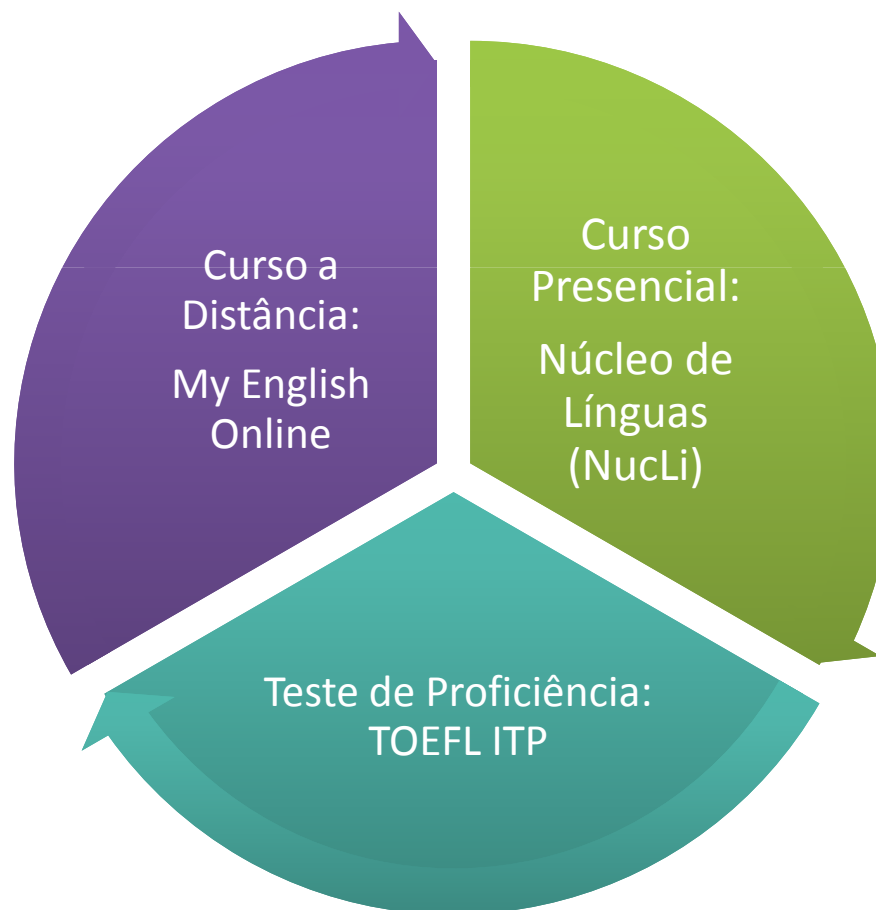 Curso a
Distância:
My English
Online
Curso
Presencial:
Núcleo de
Línguas
(NucLi)
Teste de Proficiência:
TOEFL ITP